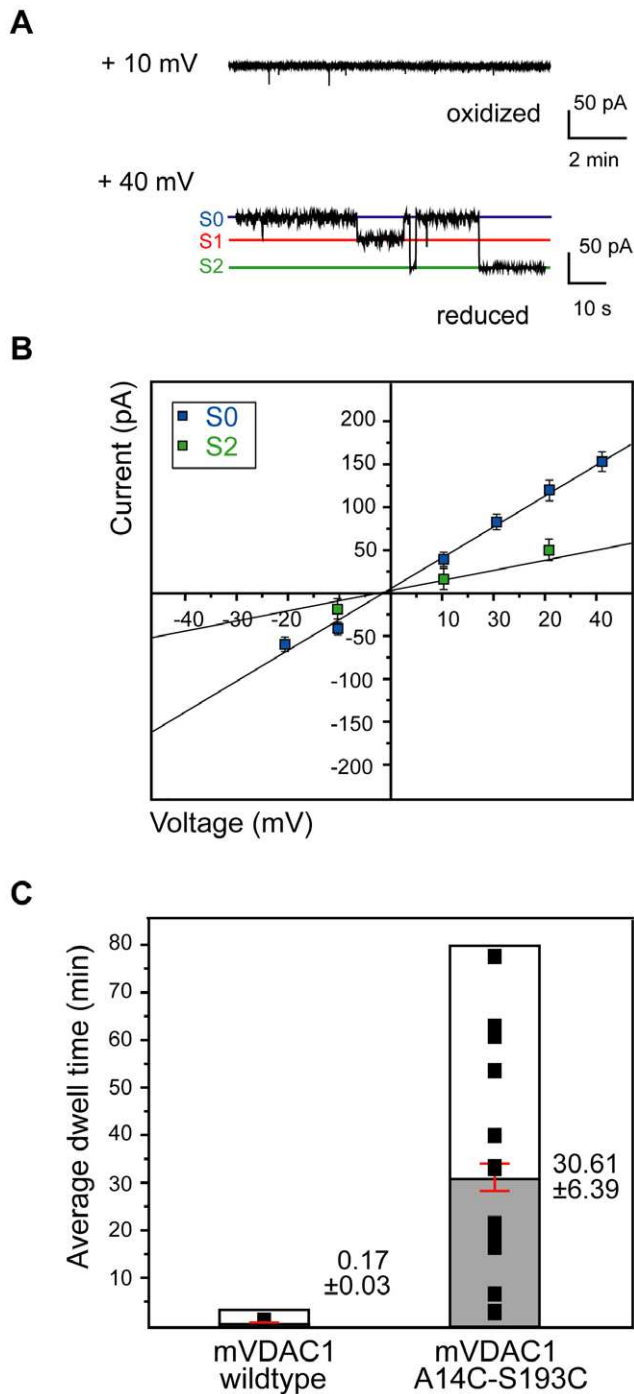 A
+ 10 mV
oxidized
50 pA
2 min
+ 40 mV
S0
S1
S2
50 pA
10 s
reduced
B
Current (pA)
S0
S2
200
150
100
50
-40 -30 -20 -10 10 20 20 40
-50
-100
-150
-200
Voltage (mV)
C
Average dwell time (min)
80
70
60
50
40
30
20
10
0.17
±0.03
30.61
±6.39
mVDAC1
wildtype
mVDAC1
A14C-S193C